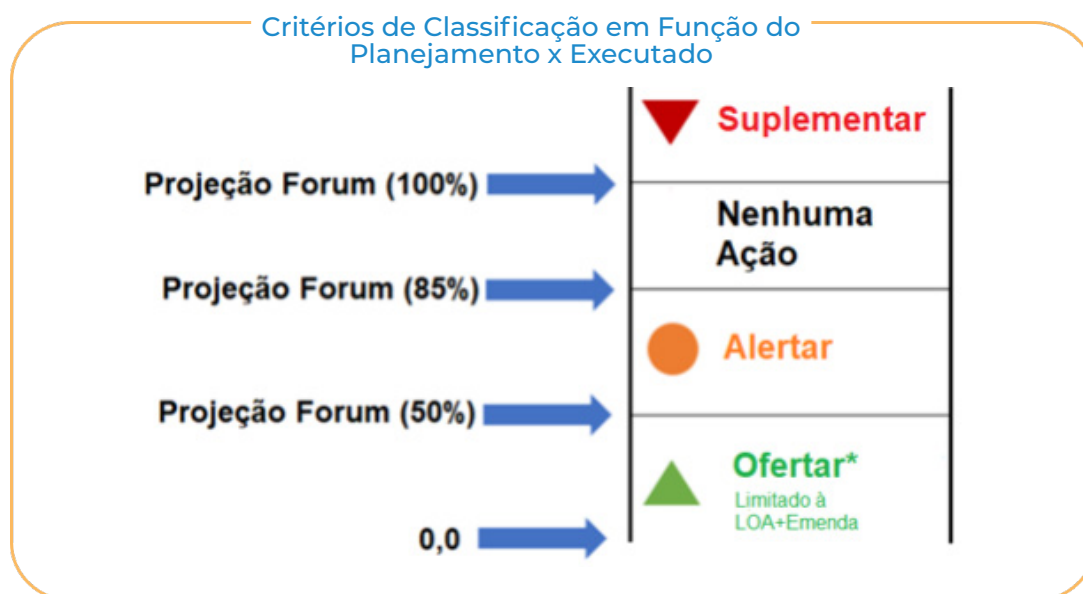 Critérios de Classificação em Função do
Planejamento x Executado
Suplementar
Projeção Forum (100%)
Nenhuma
Ação
Projeção Forum (85%)
Alertar
Projeção Forum (50%)
Ofertar*
Limitado à
LOA+Emenda
0,0